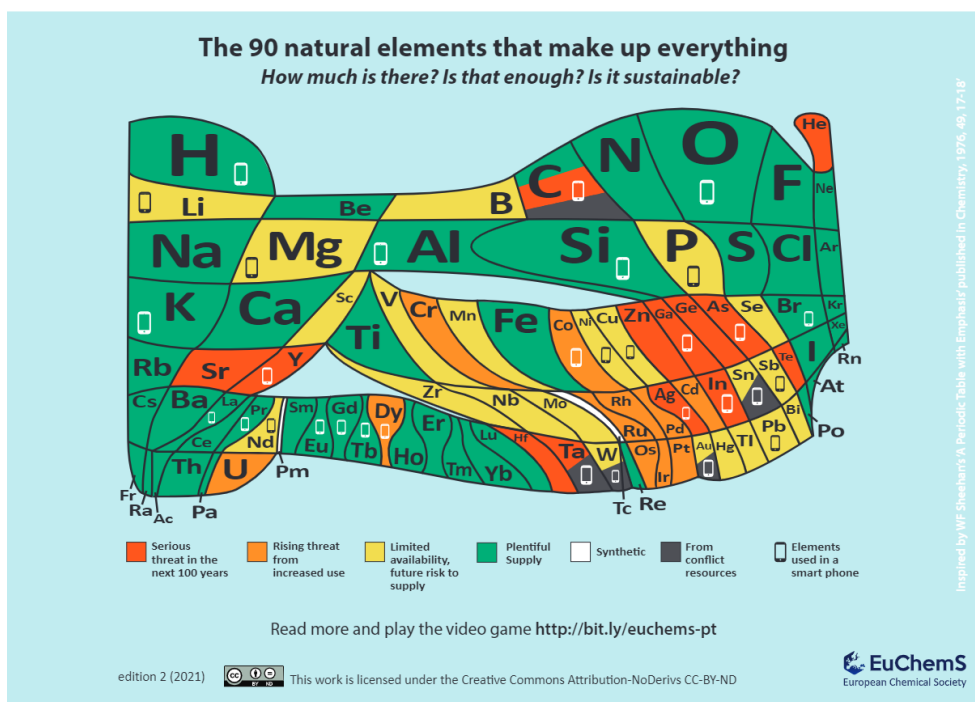 The 90 natural elements that make up everything
How much is there? Is that enough? Is it sustainable?
H
He
Li
Be
B
C
N
O
F
Ne
Na
Mg
Al
Si
P
S
Cl
Ar
K
Ca
Sc
Ti
V
Cr
Mn
Fe
Co
Ni
Cu
Zn
Ga
Ge
As
Se
Br
Kr
Rb
Sr
Y
Zr
Nb
Mo
Tc
Ru
Rh
Pd
Ag
Cd
In
Sn
Sb
Te
I
Xe
Cs
Ba
La
Ce
Pr
Nd
Pm
Sm
Eu
Gd
Tb
Dy
Ho
Er
Tm
Yb
Lu
Hf
Ta
W
Re
Os
Ir
Pt
Au
Hg
Tl
Pb
Bi
Po
At
Rn
Fr
Ra
Ac
Th
Pa
U
Serious
threat in the
next 100 years
Rising threat
from
increased use
Limited
availability,
future risk to
supply
Plentiful
Supply
Synthetic
From
conflict
resources
Elements
used in a
smart phone
Read more and play the video game http://bit.ly/euchems-pt
edition 2 (2021)
cc
BY ND
This work is licensed under the Creative Commons Attribution-NoDerivs CC-BY-ND
EuChemS
European Chemical Society
Inspired by WF Sheehan's 'A Periodic Table with Emphasis' published in Chemistry, 1976, 49, 17-18'